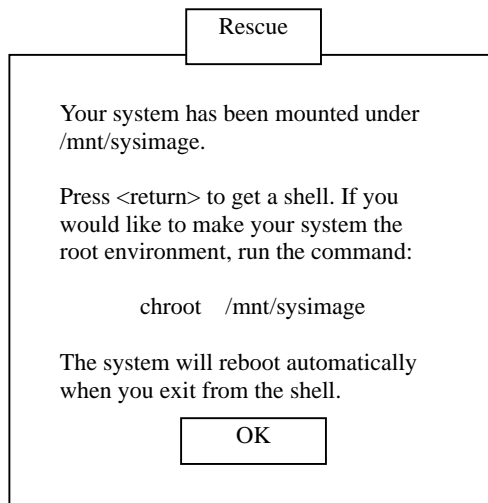 Rescue
Your system has been mounted under
/mnt/sysimage.
Press <return> to get a shell. If you
would like to make your system the
root environment, run the command:
chroot /mnt/sysimage
The system will reboot automatically
when you exit from the shell.
OK